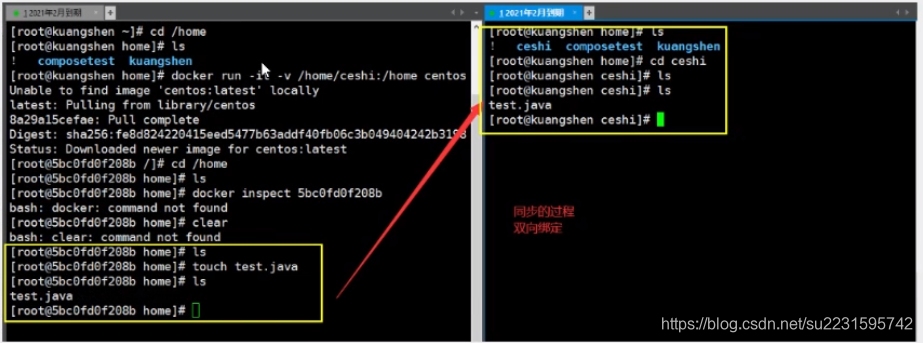 1 2021年2月到期
[root@kuangshen ~]# cd /home
[root@kuangshen home]# ls
! composetest kuangshen
[root@kuangshen home]# docker run -it -v /home/ceshi:/home centos
Unable to find image 'centos:latest' locally
latest: Pulling from library/centos
8a29a15cefae: Pull complete
Digest: sha256:fe8d824220415eed5477b63addf40fb06c3b049404242b31982106ac204f6700
Status: Downloaded newer image for centos:latest
[root@5bc0fd0f208b /]# cd /home
[root@5bc0fd0f208b home]# ls
[root@5bc0fd0f208b home]# docker inspect 5bc0fd0f208b
bash: docker: command not found
[root@5bc0fd0f208b home]# clear
bash: clear: command not found
[root@5bc0fd0f208b home]# ls
[root@5bc0fd0f208b home]# touch test.java
[root@5bc0fd0f208b home]# ls
test.java
[root@5bc0fd0f208b home]#
1 2021年2月到期
[root@kuangshen home]# ls
! ceshi composetest kuangshen
[root@kuangshen home]# cd ceshi
[root@kuangshen ceshi]# ls
[root@kuangshen ceshi]# ls
test.java
[root@kuangshen ceshi]#
同步的过程
双向绑定
https://blog.csdn.net/su2231595742